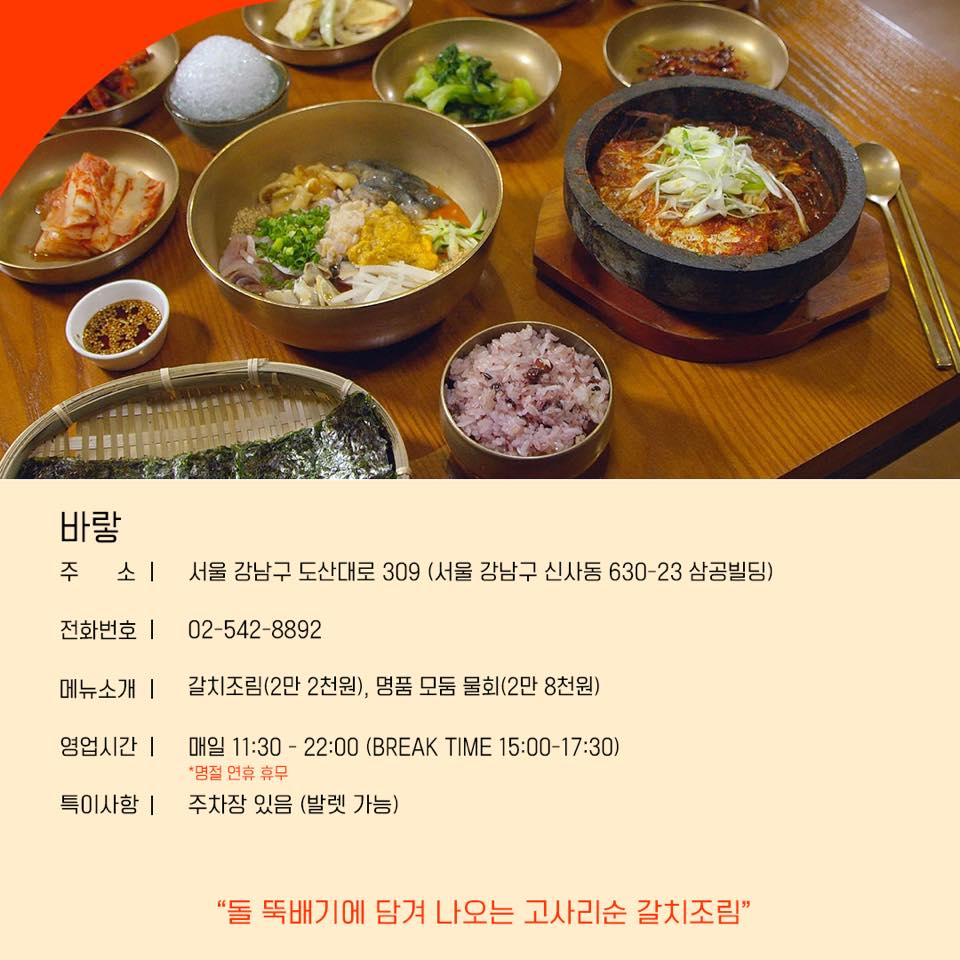 바랗
주 소 | 서울 강남구 도산대로 309 (서울 강남구 신사동 630-23 삼공빌딩)
전화번호 | 02-542-8892
메뉴소개 | 갈치조림(2만 2천원), 명품 모둠 물회(2만 8천원)
영업시간 | 매일 11:30 - 22:00 (BREAK TIME 15:00-17:30)
*명절 연휴 휴무
특이사항 | 주차장 있음 (발렛 가능)
“돌 뚝배기에 담겨 나오는 고사리순 갈치조림”